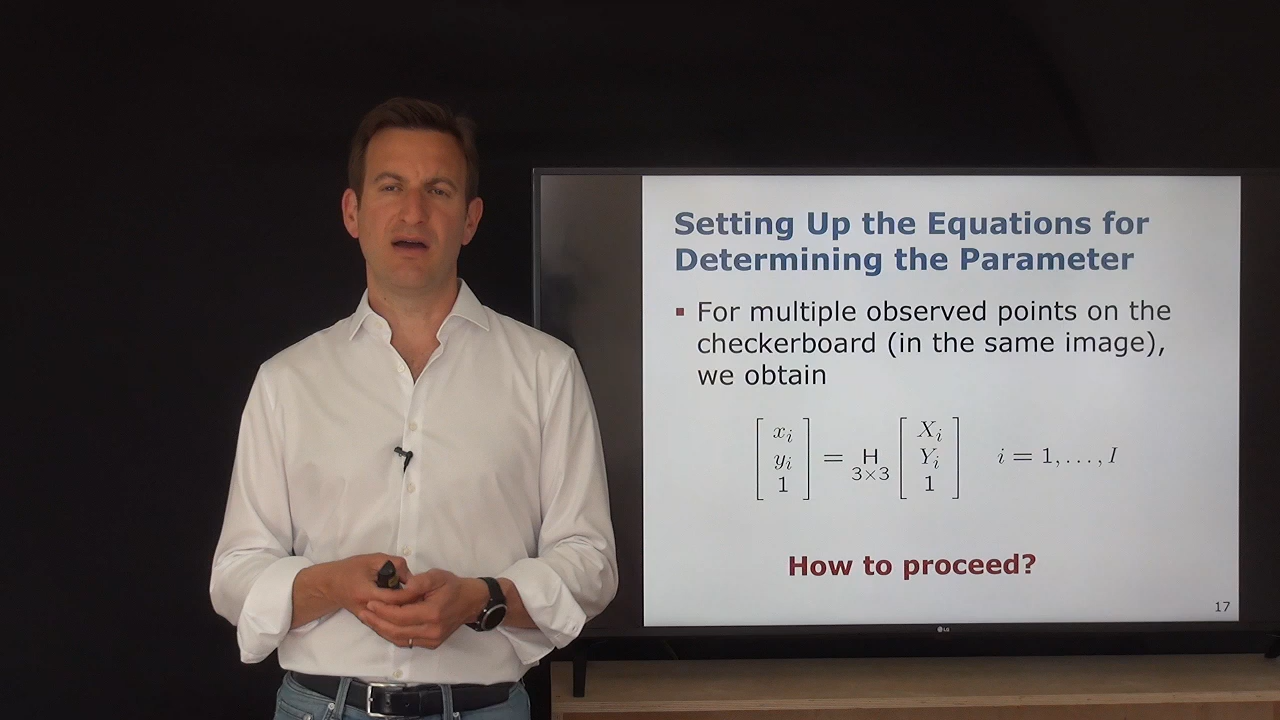 Setting Up the Equations for
Determining the Parameter
▪ For multiple observed points on the
checkerboard (in the same image),
we obtain
[ x_i y_i 1 ] = H 3×3 [ X_i Y_i 1 ] i = 1, . . . , I
How to proceed?
17
LG